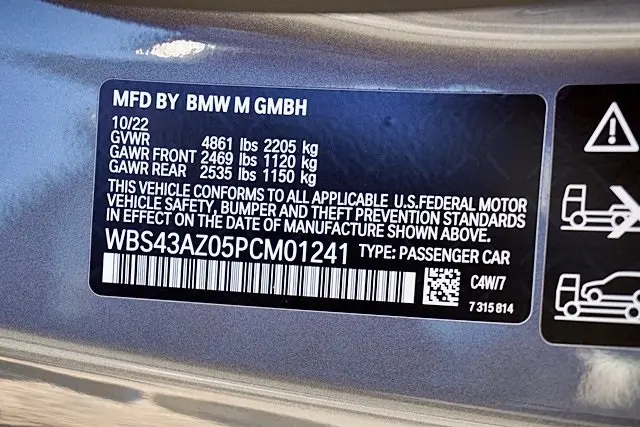 MFD BY BMW M GMBH
10/22
GVWR 4861 lbs 2205 kg
GAWR FRONT 2469 lbs 1120 kg
GAWR REAR 2535 lbs 1150 kg
THIS VEHICLE CONFORMS TO ALL APPLICABLE U.S.FEDERAL MOTOR
VEHICLE SAFETY, BUMPER AND THEFT PREVENTION STANDARDS
IN EFFECT ON THE DATE OF MANUFACTURE SHOWN ABOVE.
WBS43AZ05PCM01241 TYPE: PASSENGER CAR
C4W/7
7 315 814